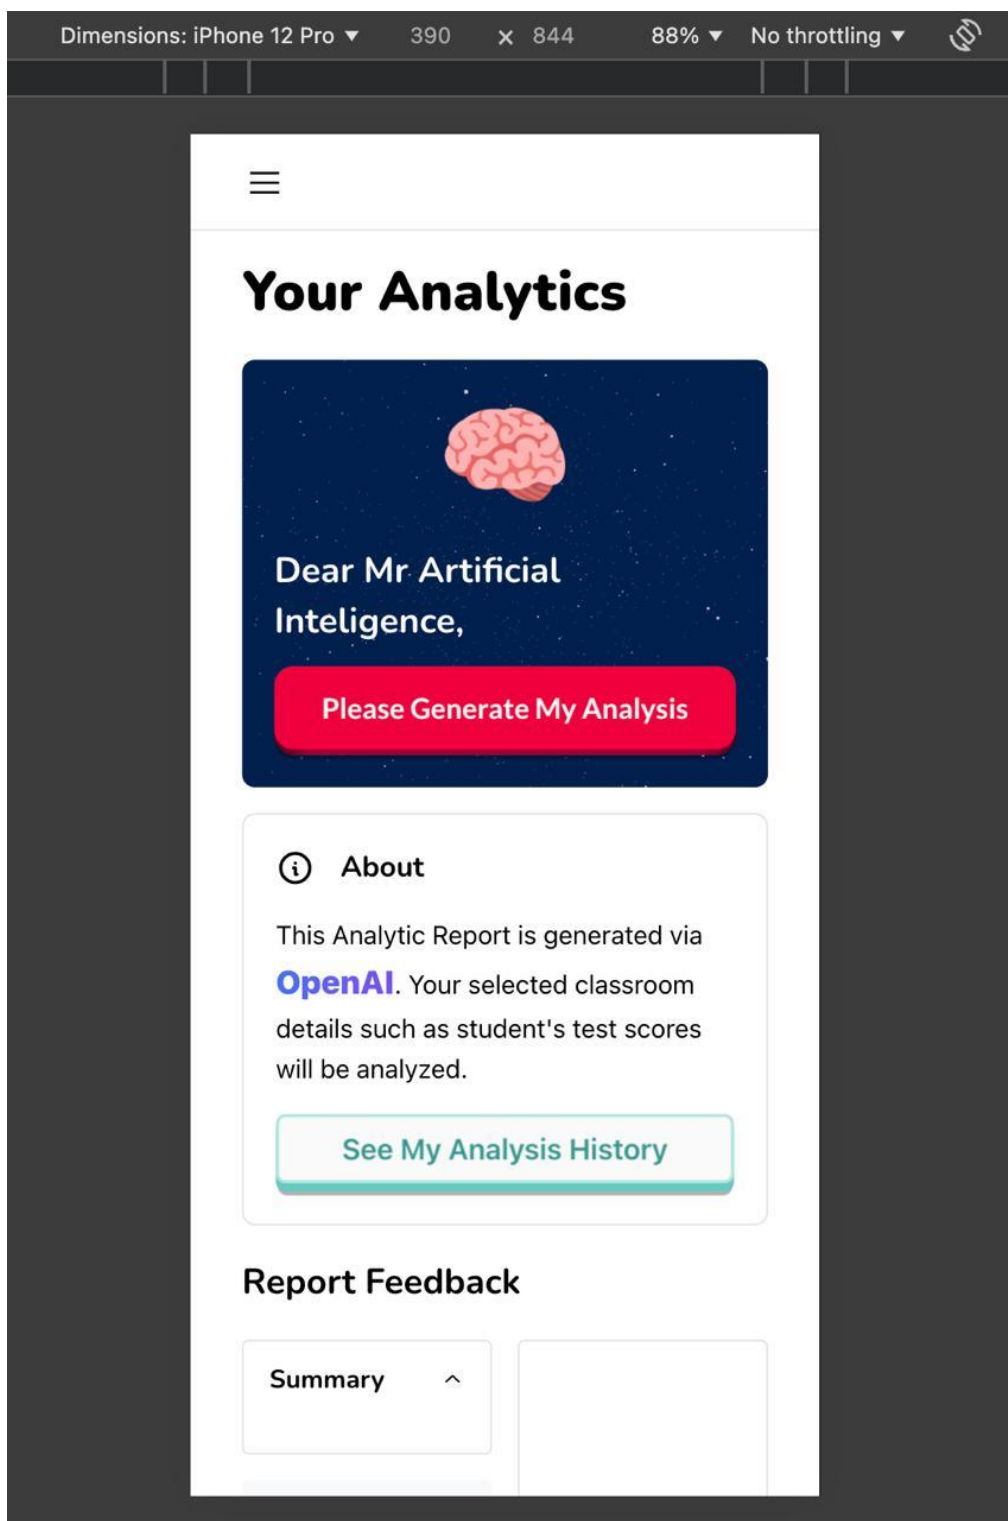 Dimensions: iPhone 12 Pro ▼ 390 × 844 88% ▼ No throttling ▼
Your Analytics
Dear Mr Artificial
Inteligence,
Please Generate My Analysis
About
This Analytic Report is generated via
OpenAI. Your selected classroom
details such as student's test scores
will be analyzed.
See My Analysis History
Report Feedback
Summary